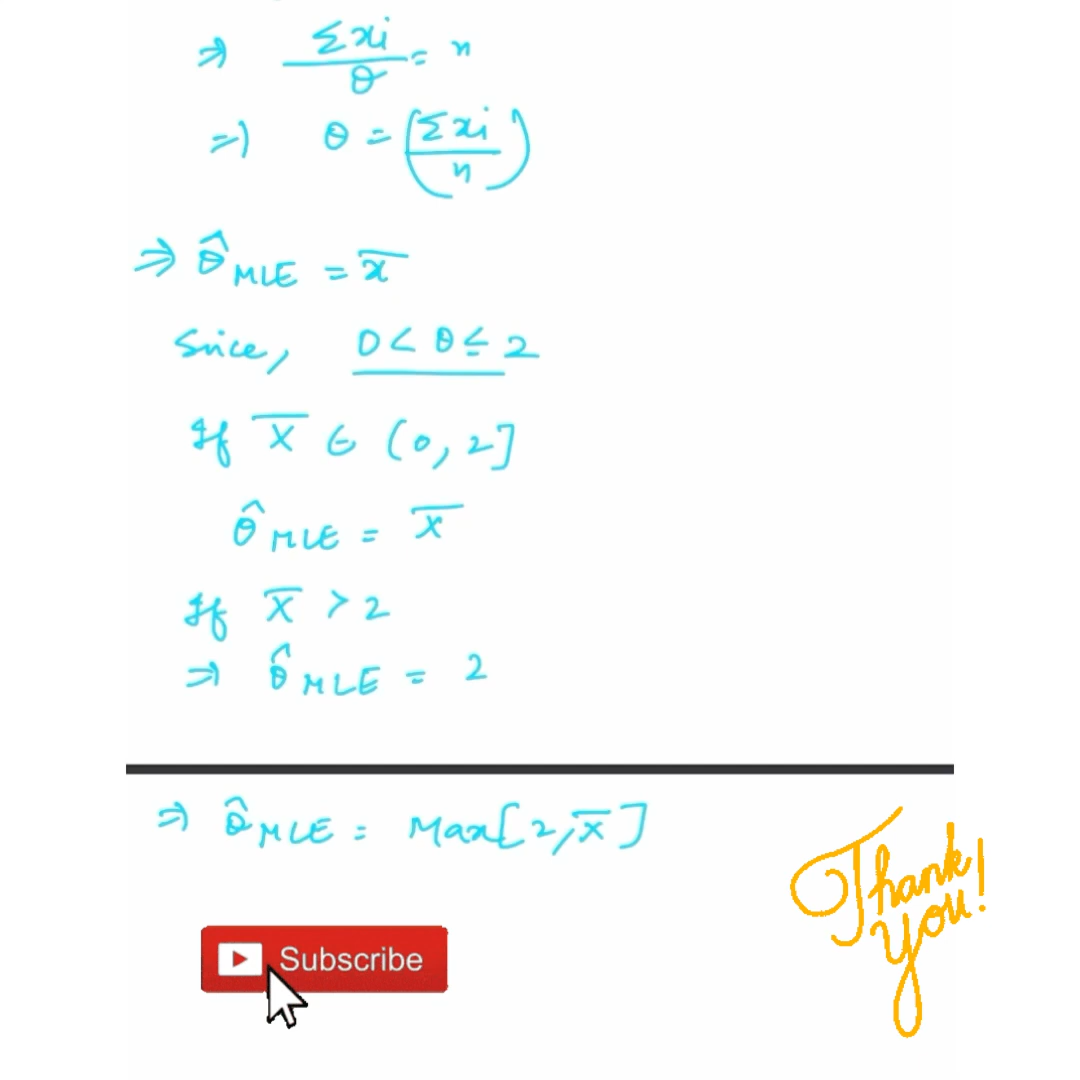 ⇒ Σxi/θ = n
⇒ θ = (Σxi/n)
⇒ θ̂ MLE = x̄
Since, 0 < θ ≤ 2
If X̄ ∈ (0, 2]
θ̂ MLE = X̄
If X̄ > 2
⇒ θ̂ MLE = 2
⇒ θ̂ MLE = Max[2, X̄]
Thank
You!
Subscribe